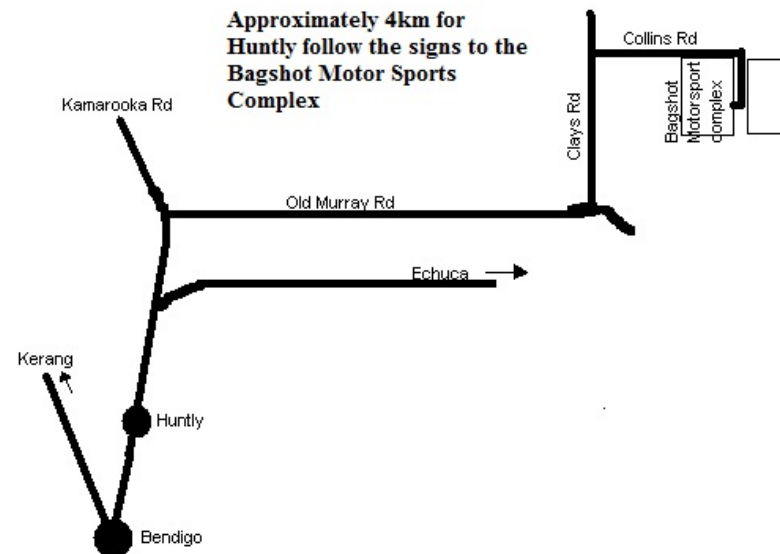 Approximately 4km for
Huntly follow the signs to the
Bagshot Motor Sports
Complex
Collins Rd
Kamarooka Rd
Clays Rd
Bagshot
Motorsport
complex
Old Murray Rd
Echuca
Kerang
Huntly
Bendigo